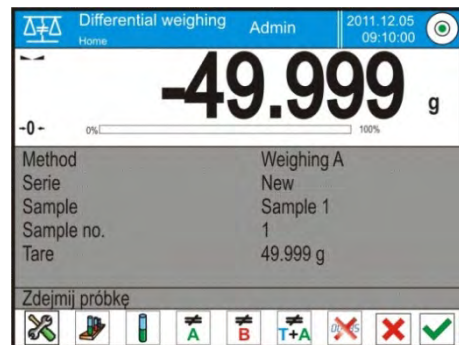 Differential weighing Admin 2011.12.05
Home 09:10:00
-49.999 g
-0- 0% 100%
Method Weighing A
Serie New
Sample Sample 1
Sample no. 1
Tare 49.999 g
Zdejmij próbkę
A B T+A